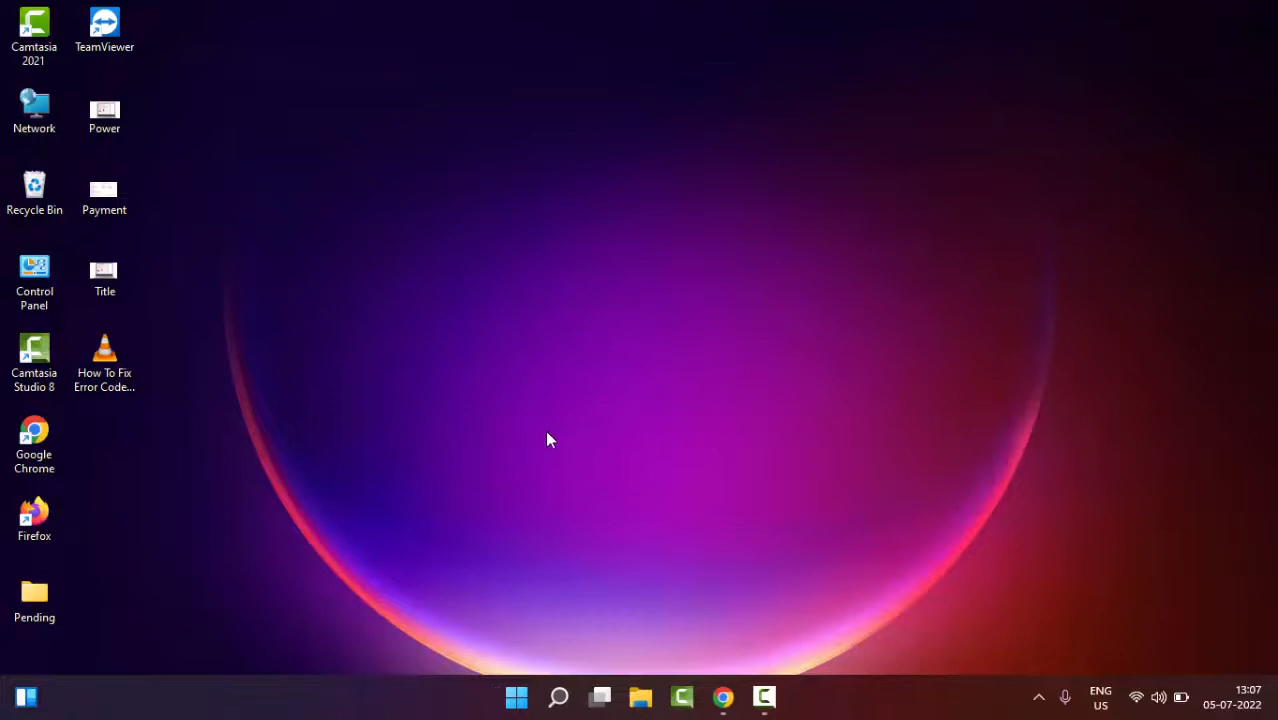 Camtasia
2021
TeamViewer
Network
Power
Recycle Bin
Payment
Control
Panel
Title
Camtasia
Studio 8
How To Fix
Error Code...
Google
Chrome
Firefox
Pending
ENG
US
13:07
05-07-2022